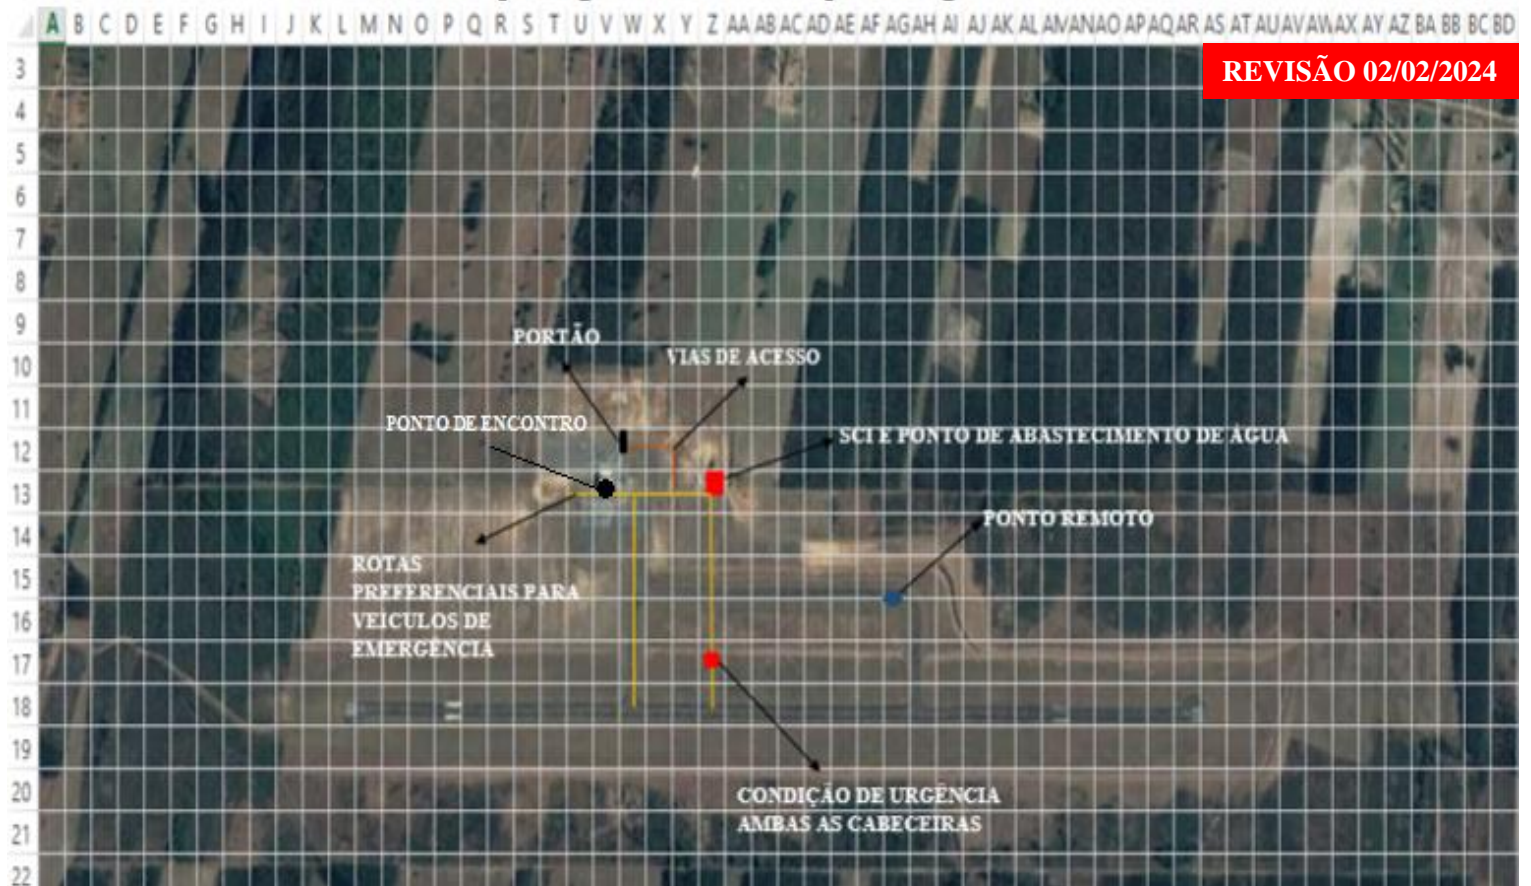 A B C D E F G H I J K L M N O P Q R S T U V W X Y Z AA AB AC AD AE AF AG AH AI AJ AK AL AM AN AO AP AQ AR AS AT AU AV AW AX AY AZ BA BB BC BD
REVISÃO 02/02/2024
3
4
5
6
7
8
9
PORTÃO
VIAS DE ACESSO
10
11
PONTO DE ENCONTRO
SCI E PONTO DE ABASTECIMENTO DE ÁGUA
12
13
PONTO REMOTO
14
ROTAS
PREFERENCIAIS PARA
VEICULOS DE
EMERGÊNCIA
15
16
17
18
19
20
CONDIÇÃO DE URGÊNCIA
AMBAS AS CABECEIRAS
21
22